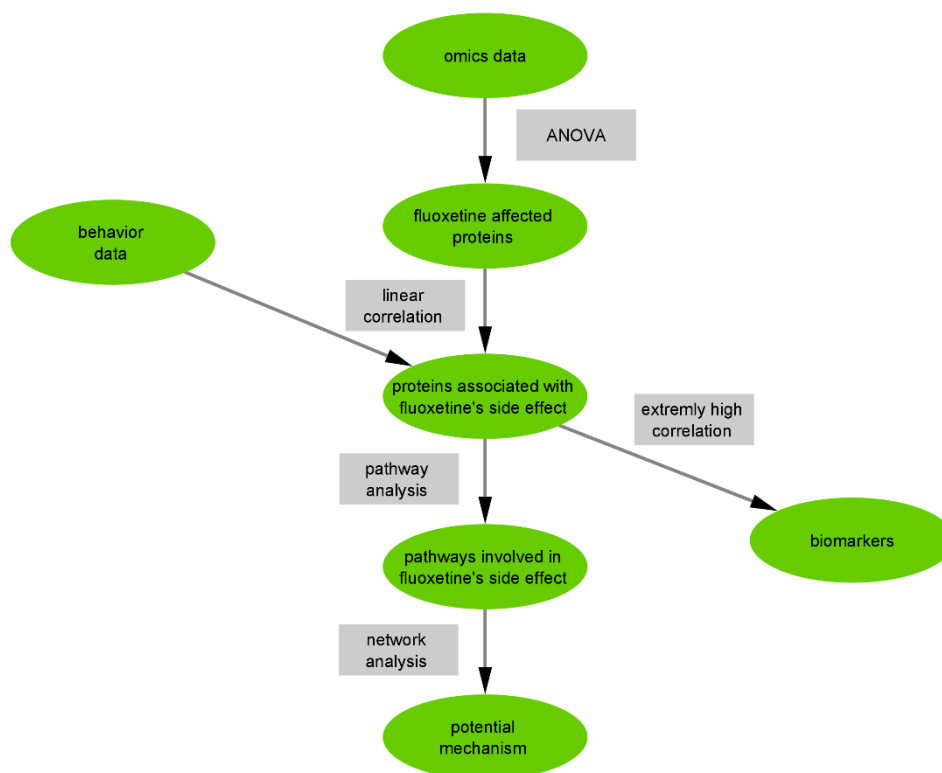 omics data
ANOVA
fluoxetine affected
proteins
behavior
data
linear
correlation
proteins associated with
fluoxetine's side effect
extremly high
correlation
pathway
analysis
biomarkers
pathways involved in
fluoxetine's side effect
network
analysis
potential
mechanism